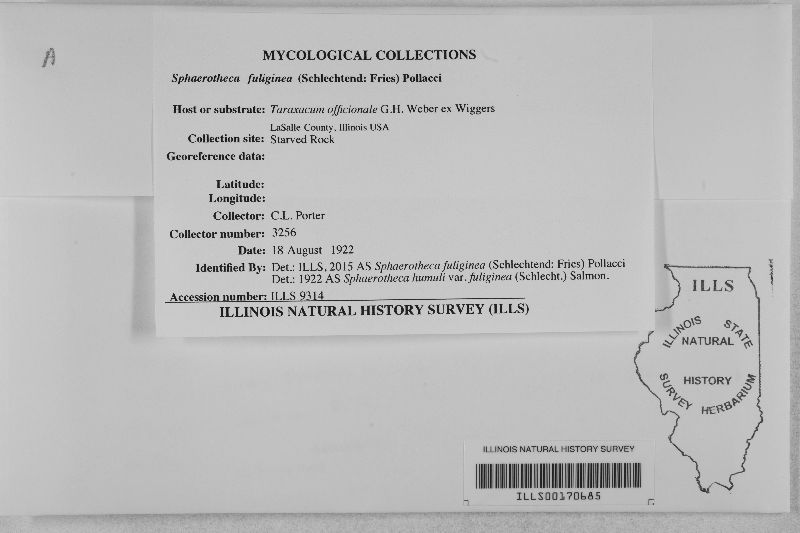 A
MYCOLOGICAL COLLECTIONS
Sphaerotheca fuliginea (Schlechtend: Fries) Pollacci
Host or substrate: Taraxucum officionale G.H. Weber ex Wiggers
LaSalle County, Illinois USA
Collection site: Starved Rock
Georeference data:
Latitude:
Longitude:
Collector: C.L. Porter
Collector number: 3256
Date: 18 August 1922
Identified By: Det.: ILLS, 2015 AS Sphaerotheca fuliginea (Schlechtend: Fries) Pollacci
Det.: 1922 AS Sphaerotheca humuli var. fuliginea (Schlecht.) Salmon.
Accession number: ILLS 9314
ILLINOIS NATURAL HISTORY SURVEY (ILLS)
ILLS
ILLINOIS STATE
NATURAL
HISTORY
SURVEY HERBARIUM
ILLINOIS NATURAL HISTORY SURVEY
ILLS00170685